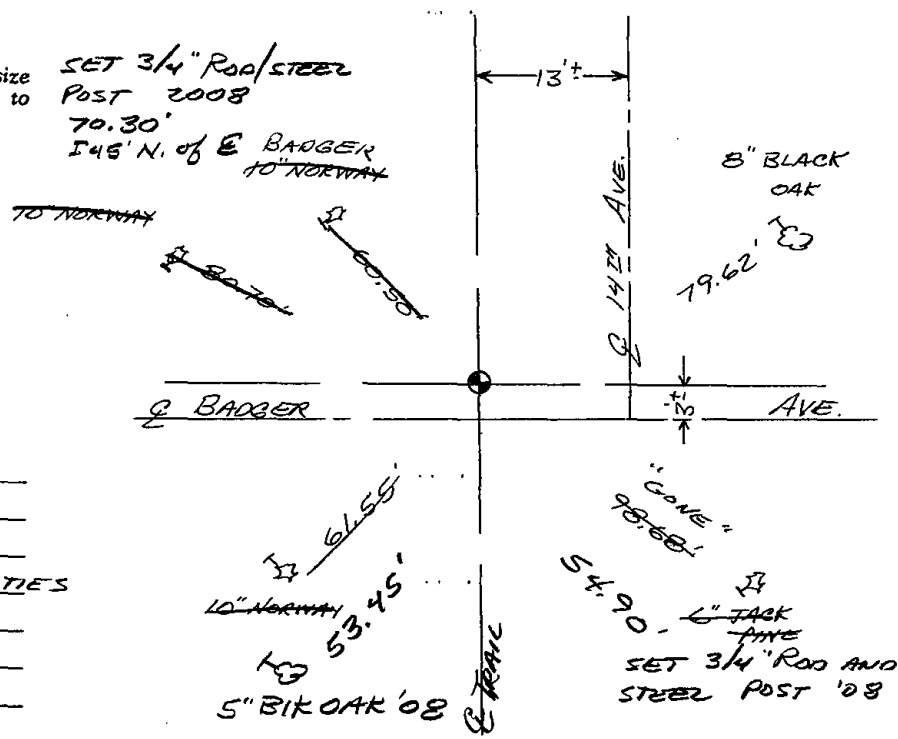 size
to
SET 3/4" ROD/STEEL
POST 2008
70.30'
I45' N. of ℄ BADGER
10" NORWAY
10" NORWAY
80.70'
60.50
13'±
℄ 14TH AVE.
8" BLACK
OAK
79.62'
℄ BADGER
3'±
AVE.
61.55'
10" NORWAY
53.45'
5" BlK OAK '08
℄ TRAIL
"GONE"
98.68'
54.90
6" JACK
PINE
SET 3/4" ROD AND
STEEL POST '08
TIES